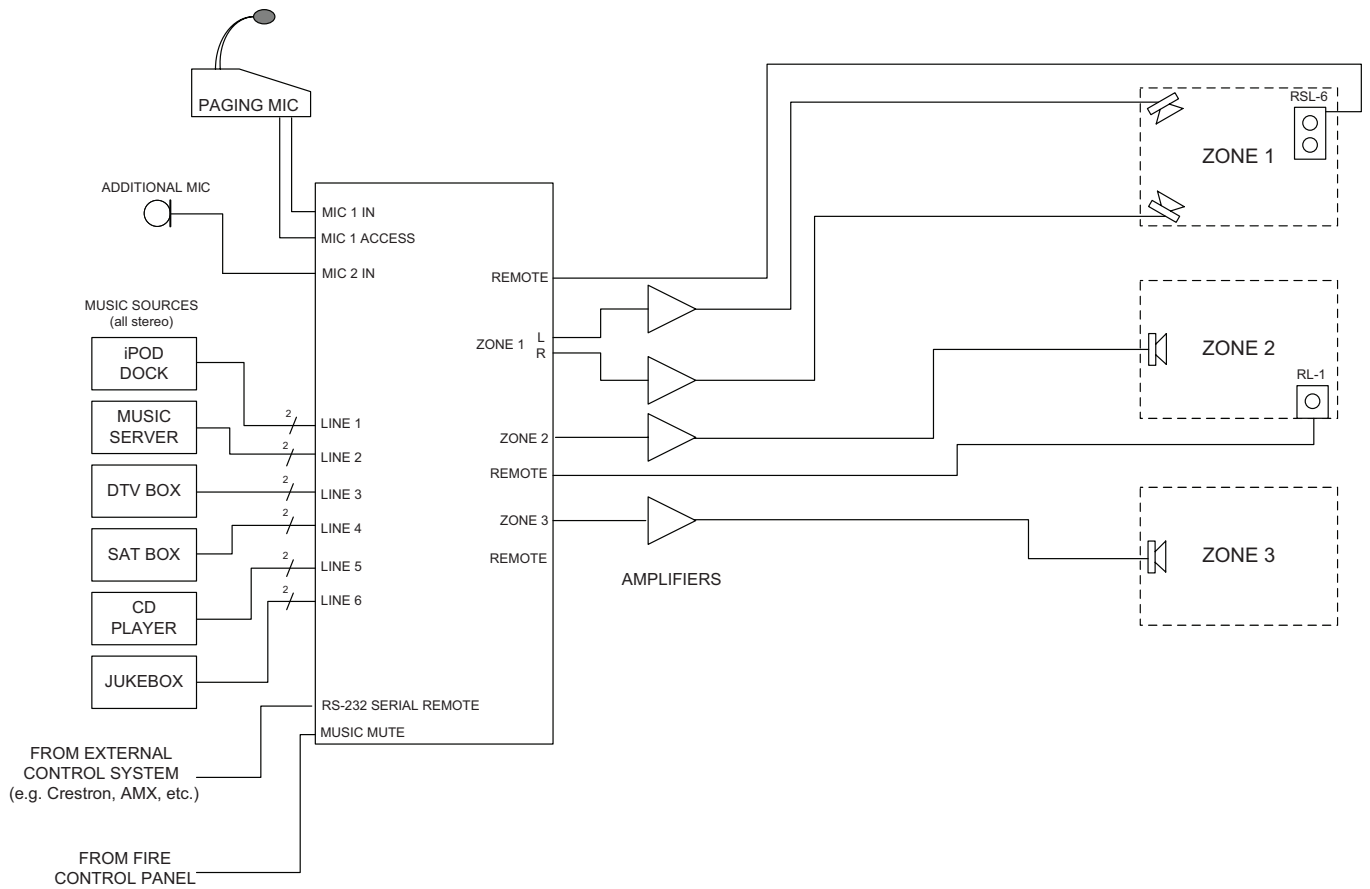 PAGING MIC
ADDITIONAL MIC
MIC 1 IN
MIC 1 ACCESS
MIC 2 IN
MUSIC SOURCES
(all stereo)
iPOD
DOCK
MUSIC
SERVER
DTV BOX
SAT BOX
CD
PLAYER
JUKEBOX
2
LINE 1
2
LINE 2
2
LINE 3
2
LINE 4
2
LINE 5
2
LINE 6
RS-232 SERIAL REMOTE
MUSIC MUTE
FROM EXTERNAL
CONTROL SYSTEM
(e.g. Crestron, AMX, etc.)
FROM FIRE
CONTROL PANEL
REMOTE
ZONE 1
L
R
ZONE 2
REMOTE
ZONE 3
REMOTE
AMPLIFIERS
RSL-6
ZONE 1
ZONE 2
RL-1
ZONE 3